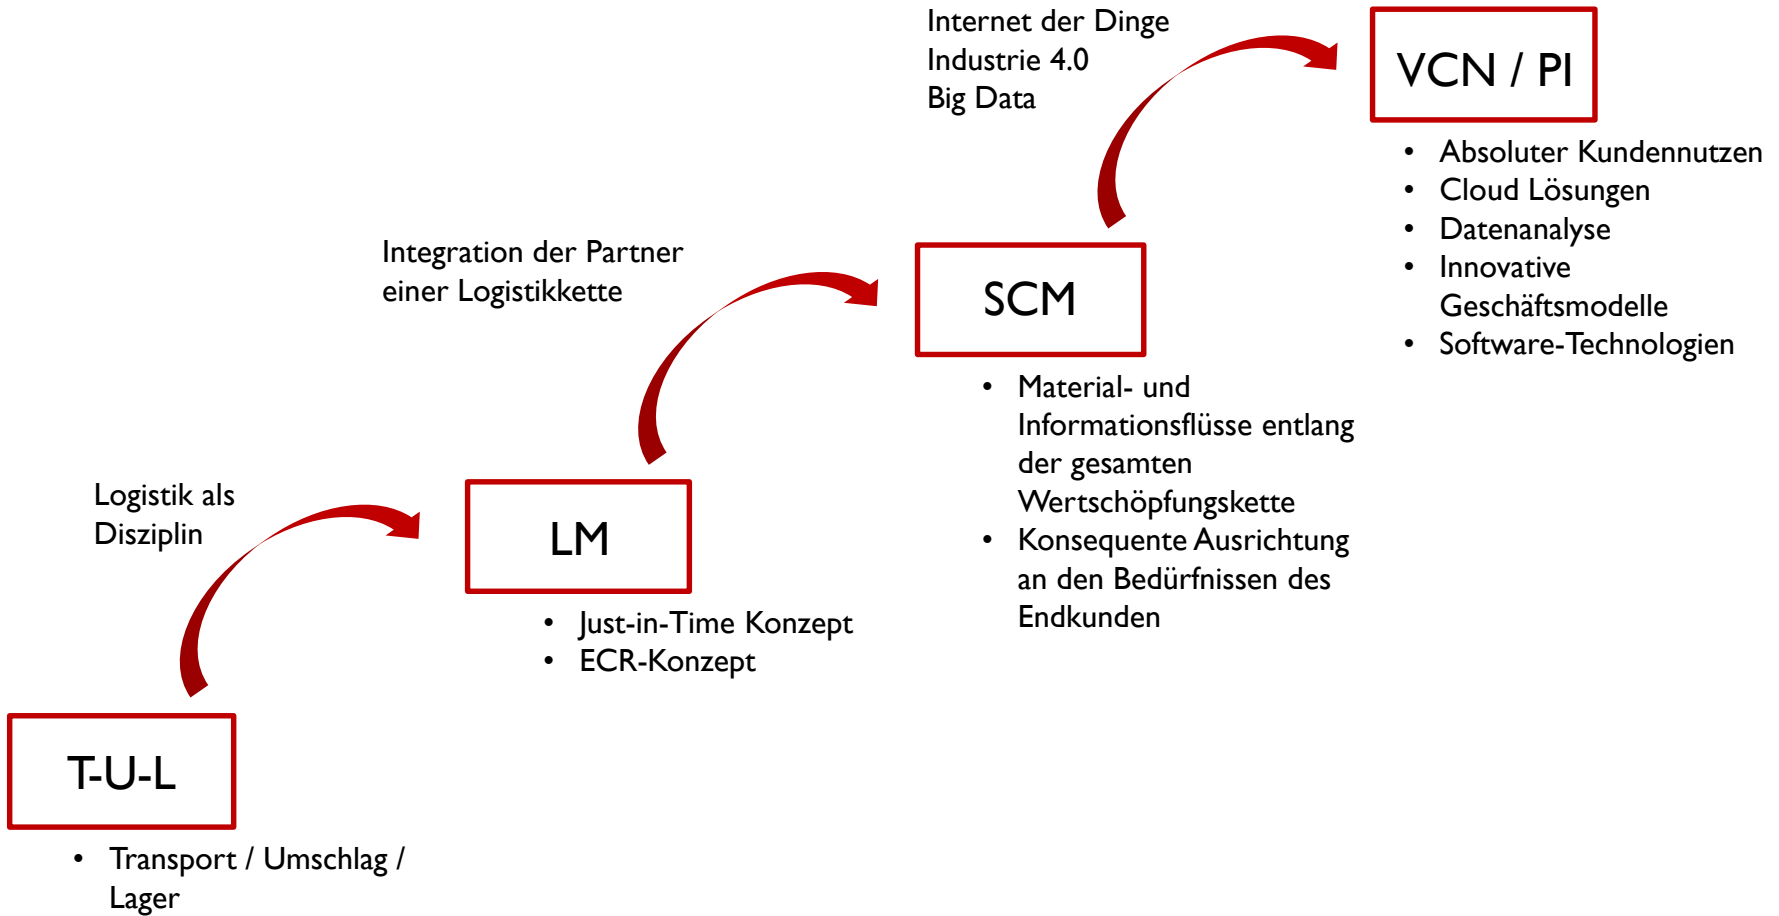 Internet der Dinge
Industrie 4.0
Big Data
VCN / PI
• Absoluter Kundennutzen
• Cloud Lösungen
• Datenanalyse
• Innovative
Geschäftsmodelle
• Software-Technologien
Integration der Partner
einer Logistikkette
SCM
• Material- und
Informationsflüsse entlang
der gesamten
Wertschöpfungskette
• Konsequente Ausrichtung
an den Bedürfnissen des
Endkunden
Logistik als
Disziplin
LM
• Just-in-Time Konzept
• ECR-Konzept
T-U-L
• Transport / Umschlag /
Lager